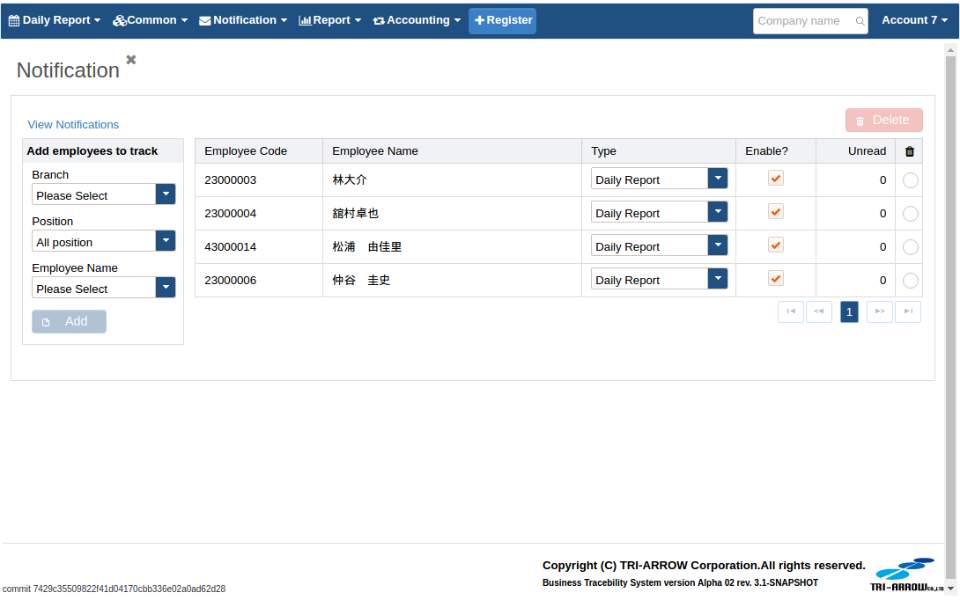 Daily Report Common Notification Report Accounting Register Company name Account 7
Notification
View Notifications
Delete
Add employees to track
Branch
Please Select
Position
All position
Employee Name
Please Select
Add
Employee Code Employee Name Type Enable? Unread
23000003 林大介 Daily Report 0
23000004 舘村卓也 Daily Report 0
43000014 松浦　由佳里 Daily Report 0
23000006 仲谷　圭史 Daily Report 0
1
Copyright (C) TRI-ARROW Corporation.All rights reserved.
Business Tracebility System version Alpha 02 rev. 3.1-SNAPSHOT
TRI-ARROW
commit 7429c35509822f41d04170cbb336e02a0ad62d28